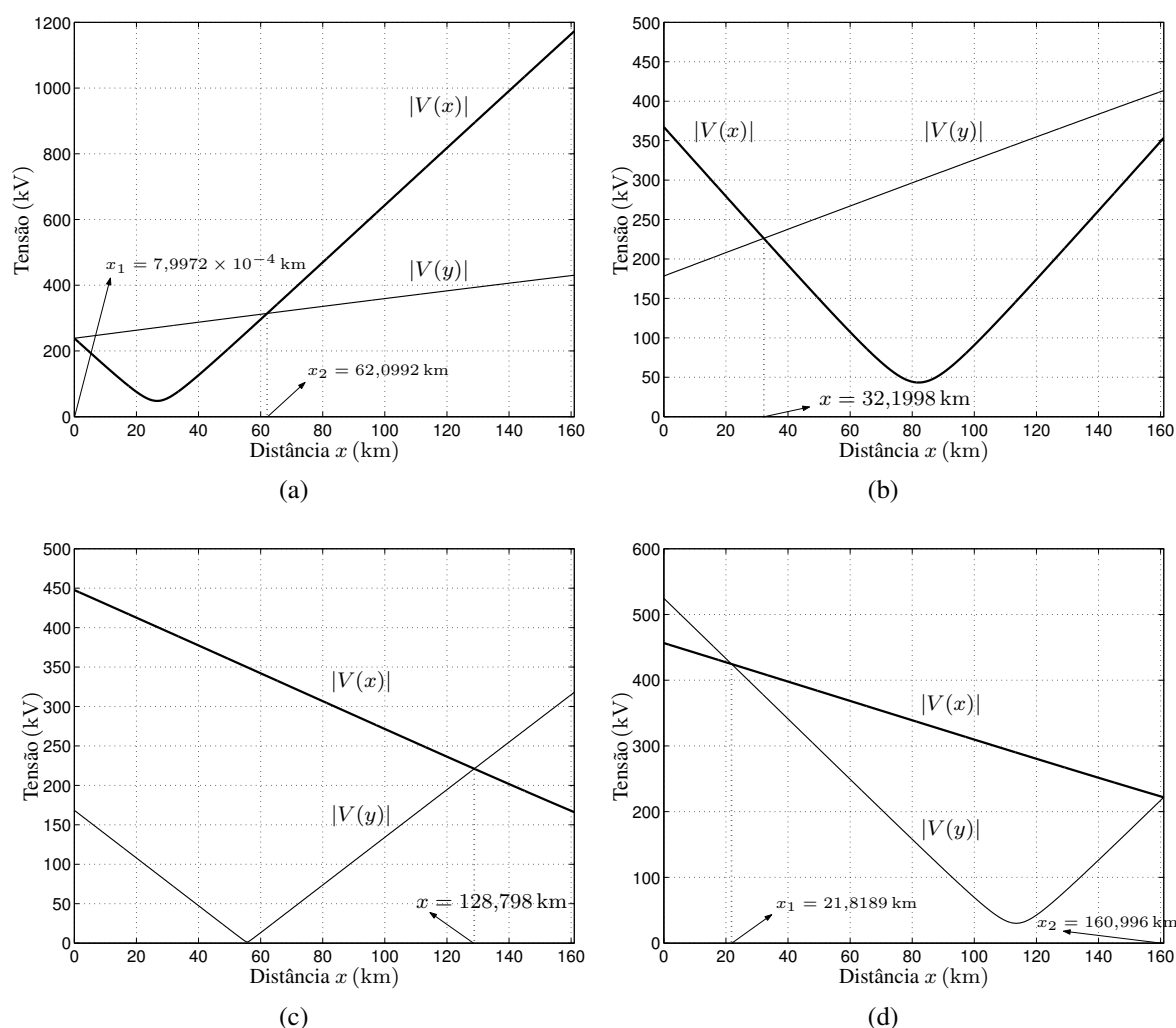 1200
1000
800
600
400
200
0
Tensão (kV)
|V(x)|
|V(y)|
x₁ = 7,9972 × 10⁻⁴ km
x₂ = 62,0992 km
0 20 40 60 80 100 120 140 160
Distância x (km)
(a)
500
450
400
350
300
250
200
150
100
50
0
Tensão (kV)
|V(x)|
|V(y)|
x = 32,1998 km
0 20 40 60 80 100 120 140 160
Distância x (km)
(b)
500
450
400
350
300
250
200
150
100
50
0
Tensão (kV)
|V(x)|
|V(y)|
x = 128,798 km
0 20 40 60 80 100 120 140 160
Distância x (km)
(c)
600
500
400
300
200
100
0
Tensão (kV)
|V(x)|
|V(y)|
x₁ = 21,8189 km
x₂ = 160,996 km
0 20 40 60 80 100 120 140 160
Distância x (km)
(d)